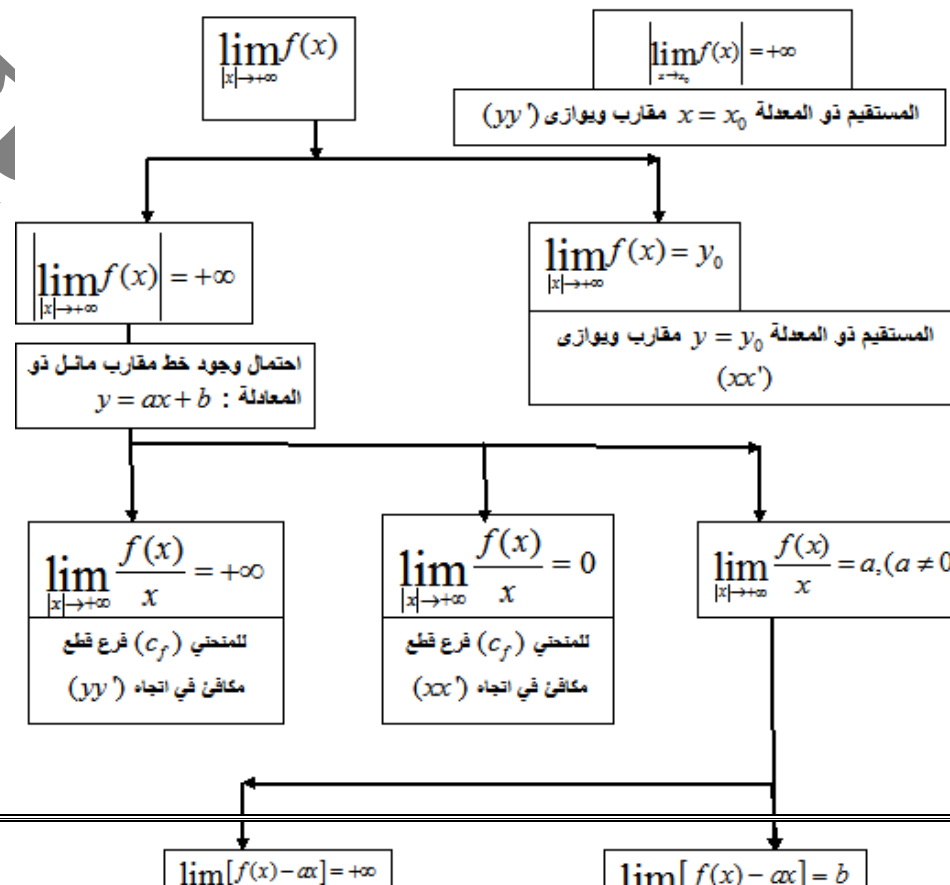 lim f(x)
|x|→+∞
|lim f(x)| = +∞
x→x₀
المستقيم ذو المعدلة x = x₀ مقارب ويوازى (yy')
|lim f(x)| = +∞
|x|→+∞
احتمال وجود خط مقارب مائل ذو
المعادلة : y = ax + b
lim f(x) = y₀
|x|→+∞
المستقيم ذو المعدلة y = y₀ مقارب ويوازى
(xx')
lim f(x)/x = +∞
|x|→+∞
للمنحني (c_f) فرع قطع
مكافئ في اتجاه (yy')
lim f(x)/x = 0
|x|→+∞
للمنحني (c_f) فرع قطع
مكافئ في اتجاه (xx')
lim f(x)/x = a,(a ≠ 0
|x|→+∞
lim[f(x) − ax] = +∞
lim[f(x) − ax] = b